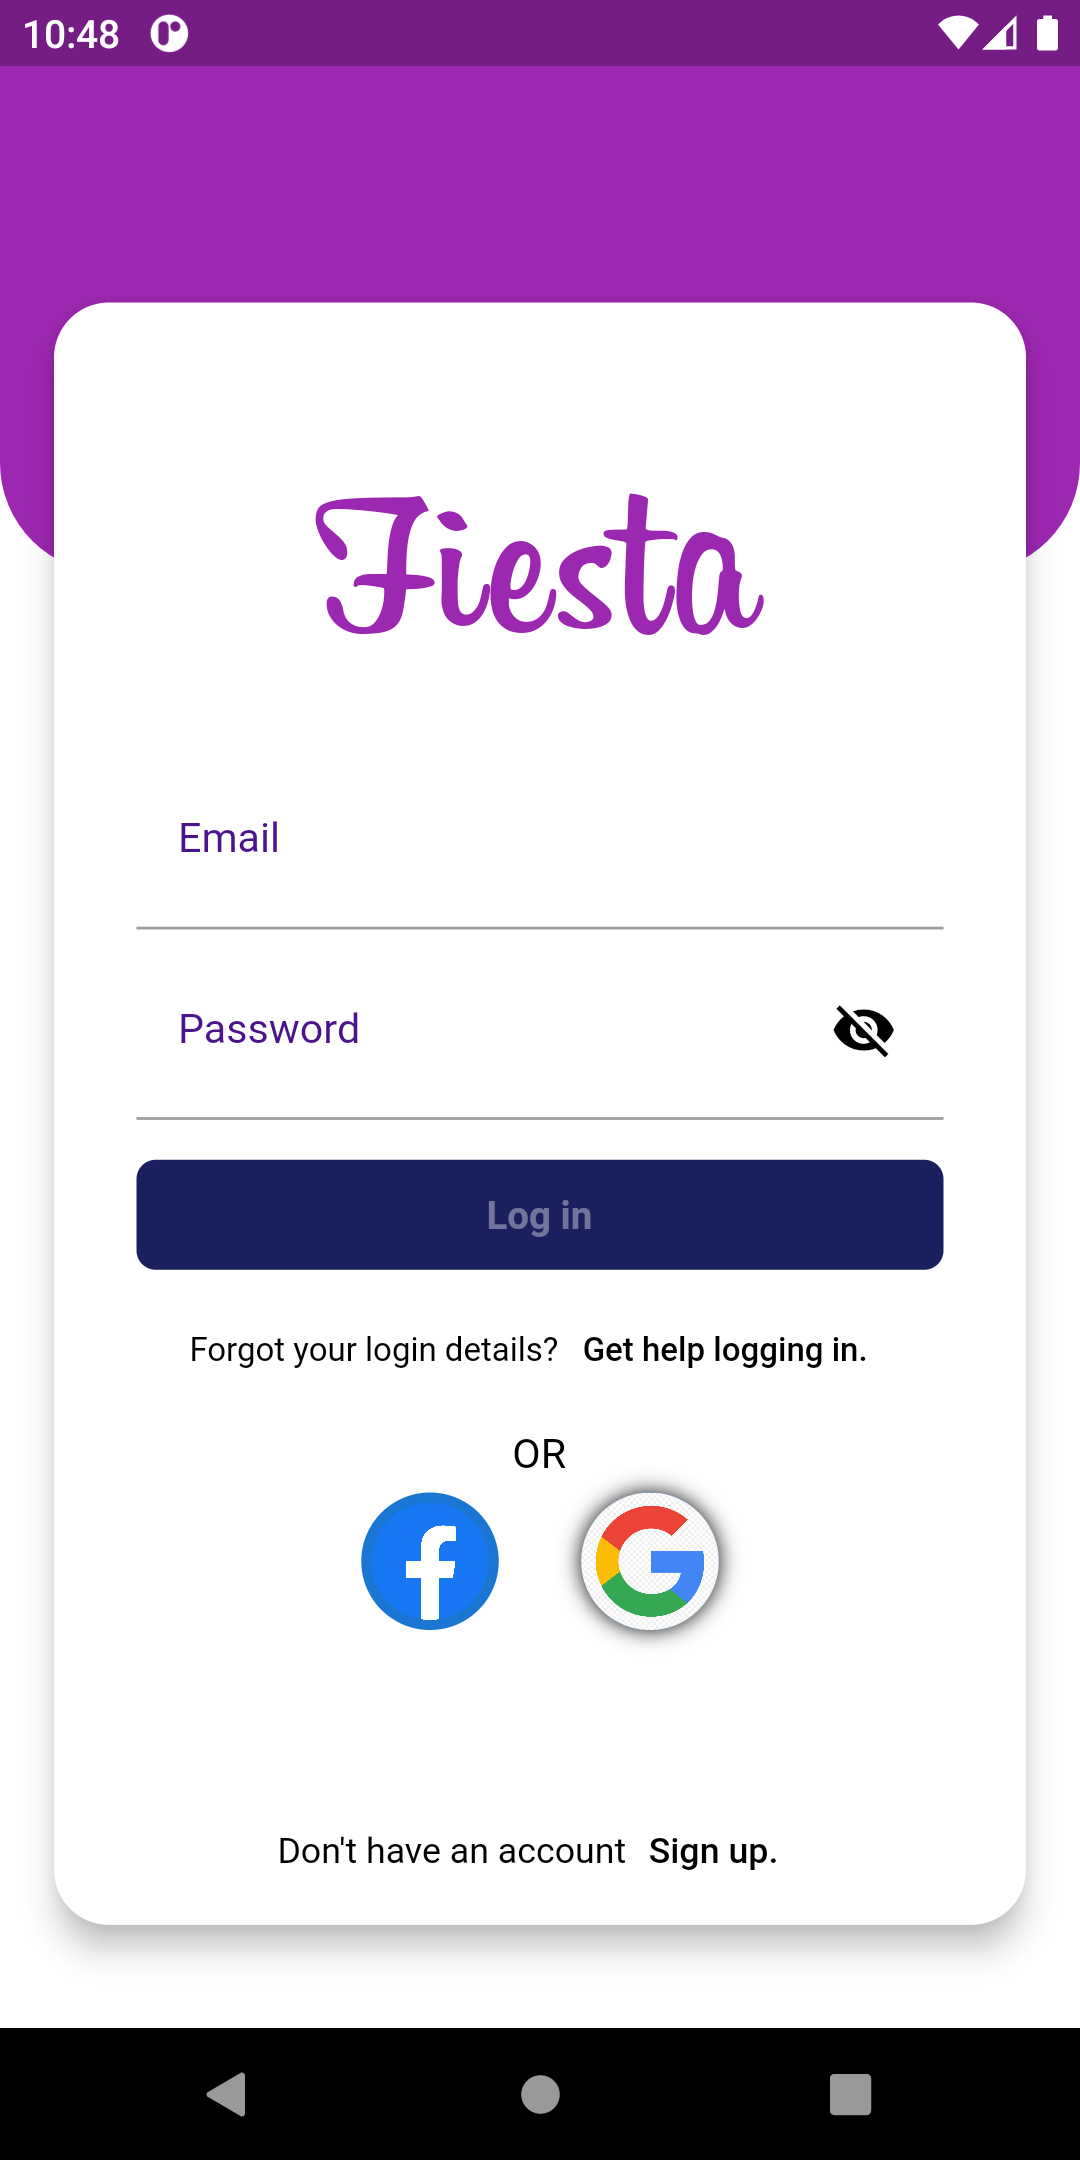 10:48
Fiesta
Email
Password
Log in
Forgot your login details? Get help logging in.
OR
Don't have an account Sign up.